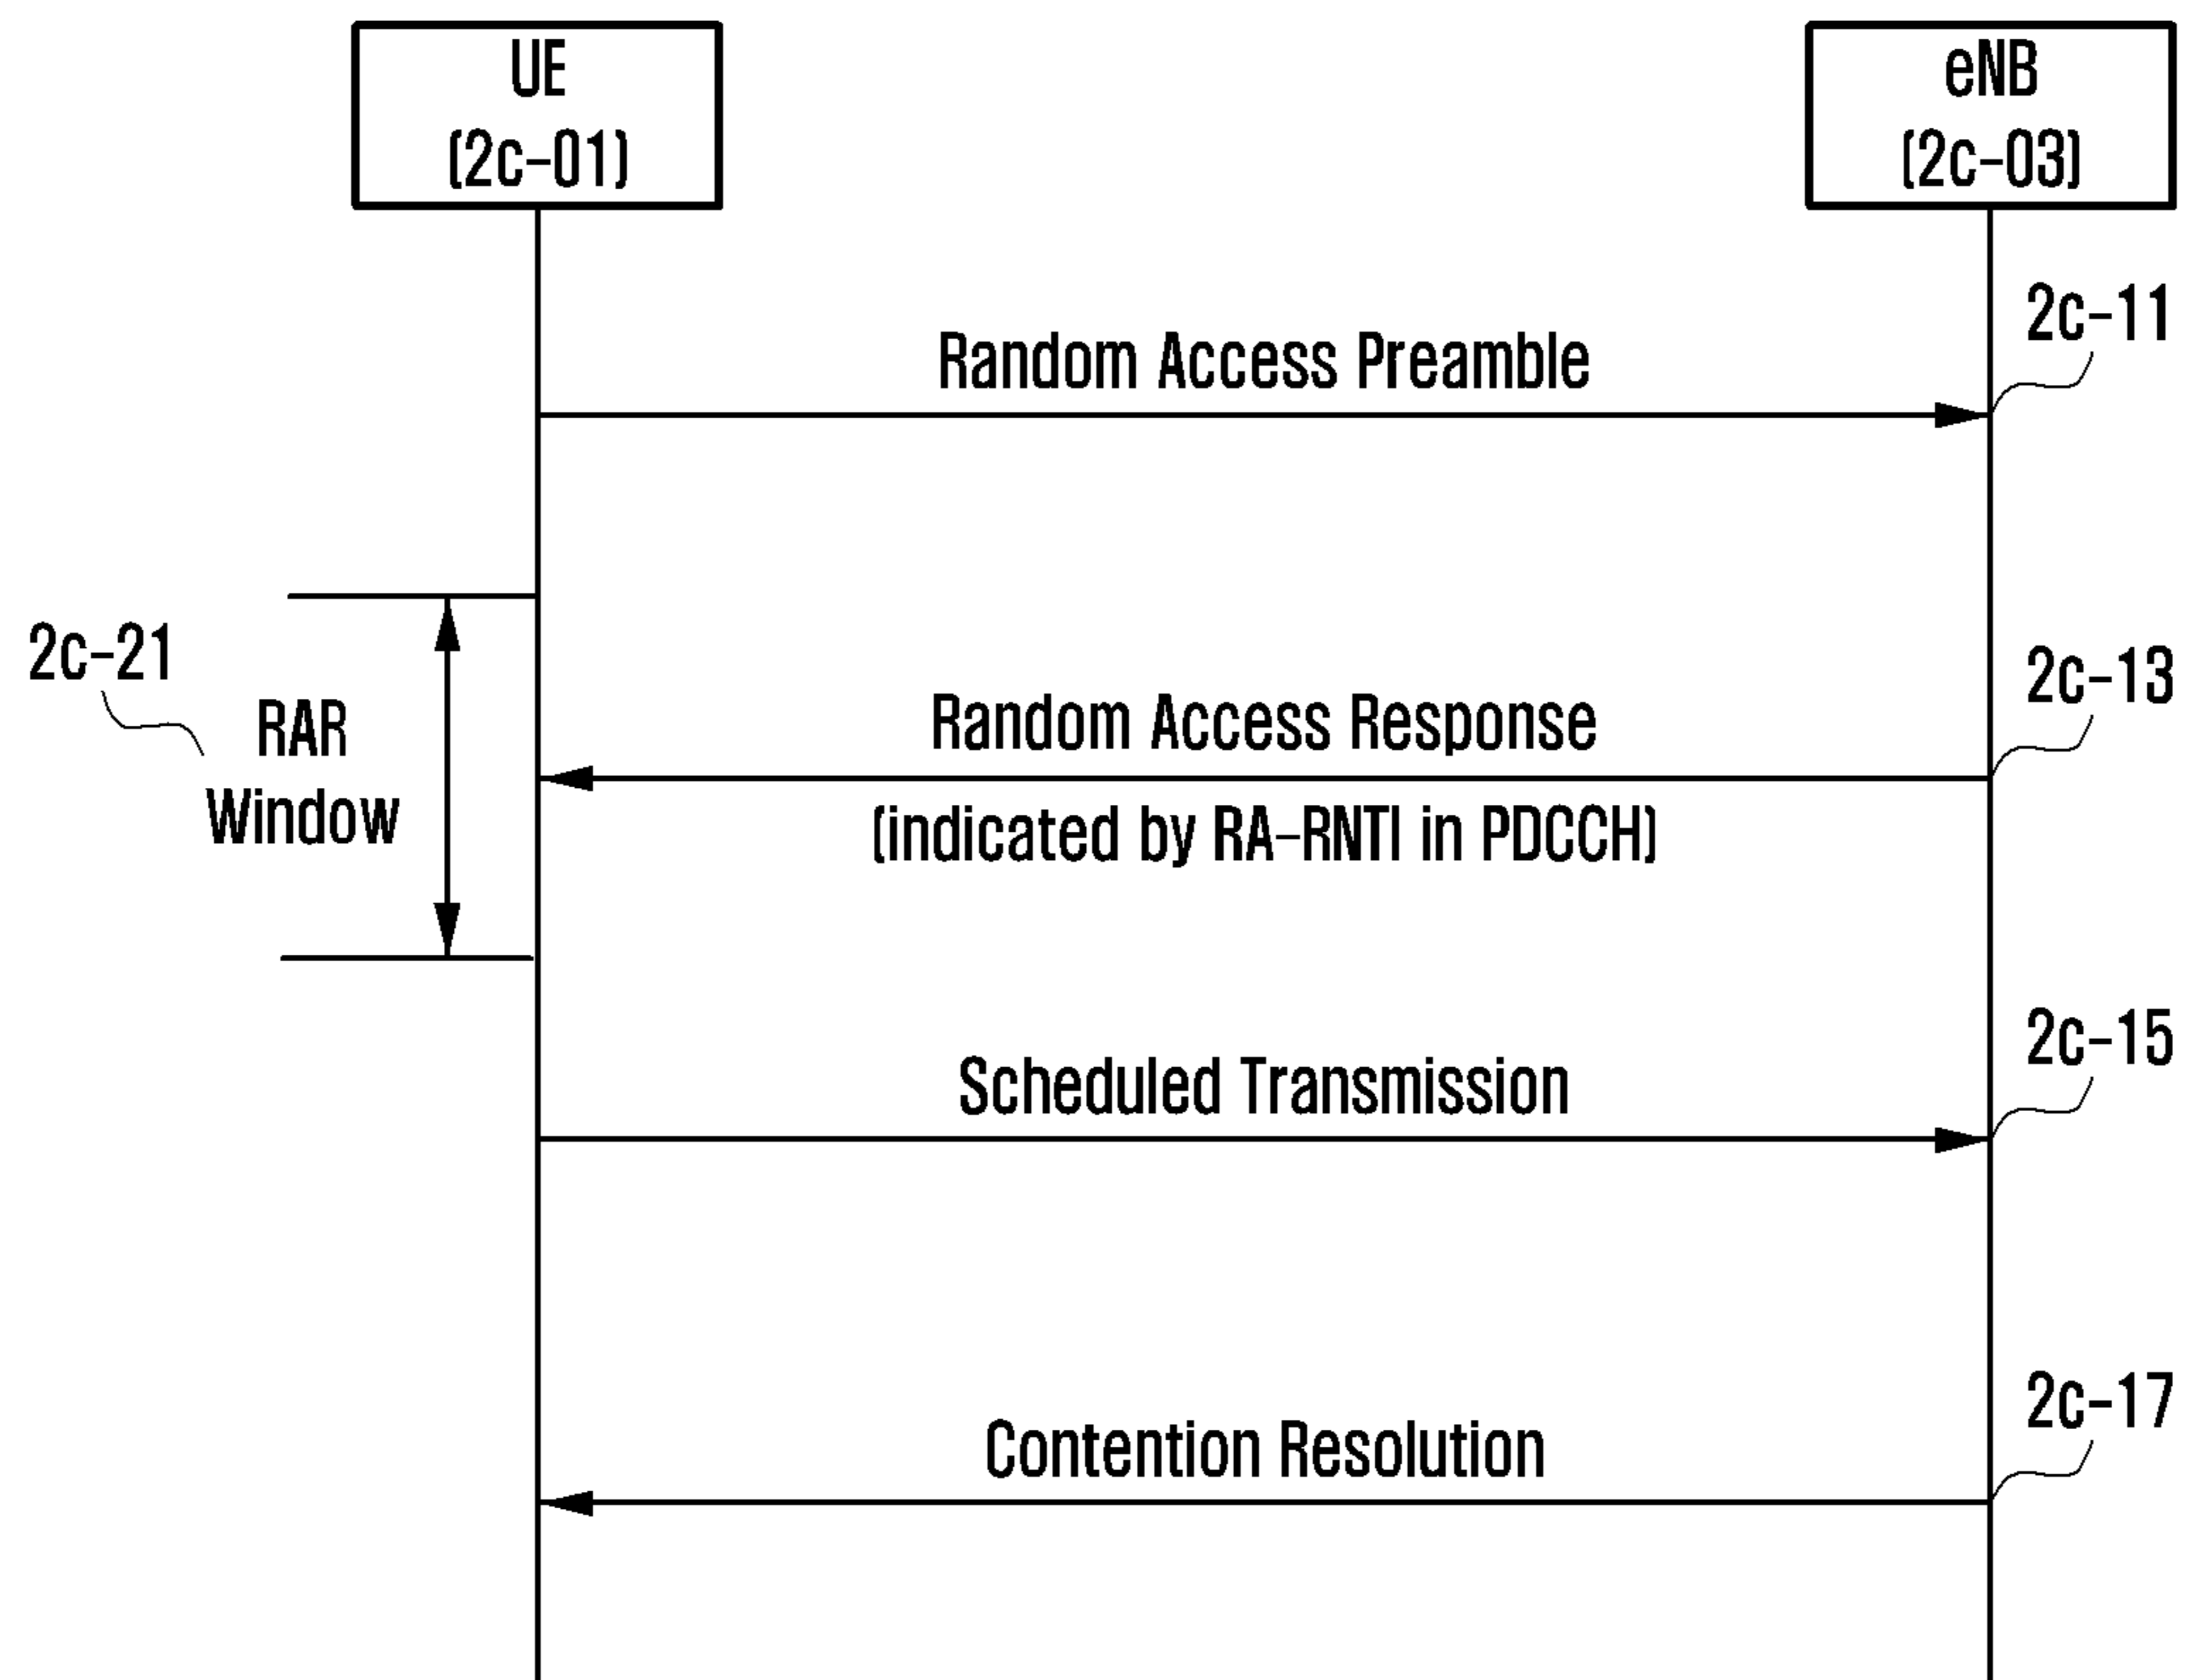 UE
(2c-01)
eNB
(2c-03)
2c-11
Random Access Preamble
2c-21
RAR
Window
2c-13
Random Access Response
(indicated by RA-RNTI in PDCCH)
2c-15
Scheduled Transmission
2c-17
Contention Resolution